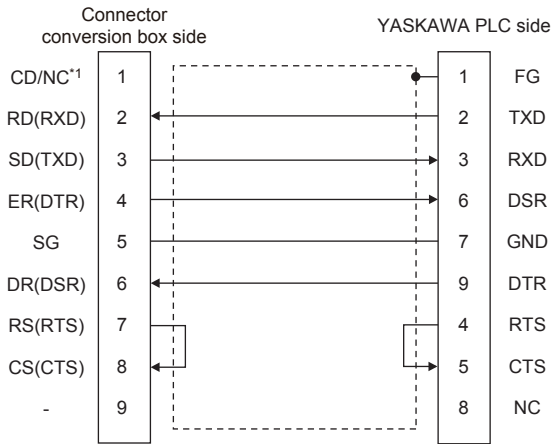 Connector
conversion box side
YASKAWA PLC side
CD/NC*1 1 1 FG
RD(RXD) 2 2 TXD
SD(TXD) 3 3 RXD
ER(DTR) 4 6 DSR
SG 5 7 GND
DR(DSR) 6 9 DTR
RS(RTS) 7 4 RTS
CS(CTS) 8 5 CTS
- 9 8 NC